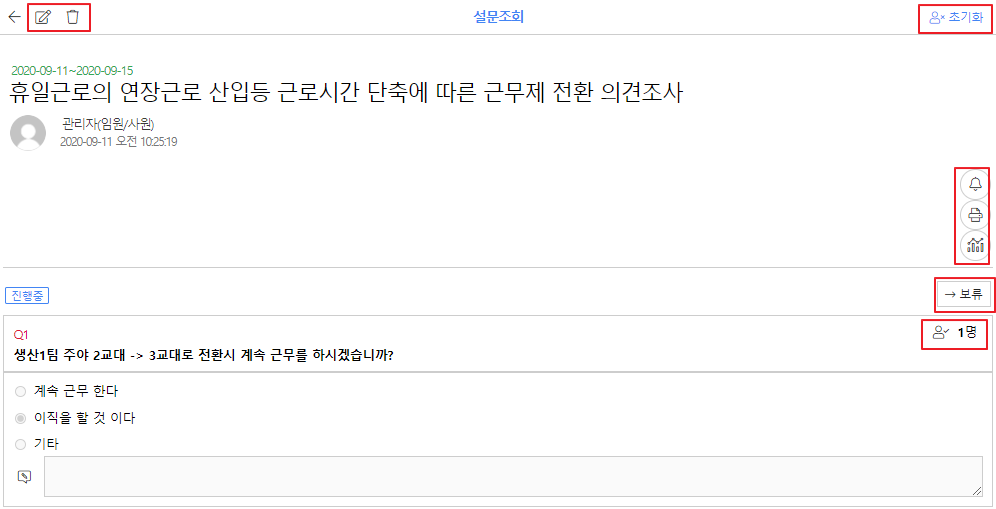 설문조회
초기화
2020-09-11~2020-09-15
휴일근로의 연장근로 산입등 근로시간 단축에 따른 근무제 전환 의견조사
관리자(임원/사원)
2020-09-11 오전 10:25:19
진행중
→ 보류
Q1
1명
생산1팀 주야 2교대 -> 3교대로 전환시 계속 근무를 하시겠습니까?
계속 근무 한다
이직을 할 것 이다
기타